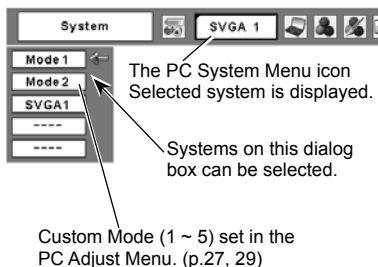 System
SVGA 1
Mode 1
Mode 2
SVGA1
----
----
The PC System Menu icon
Selected system is displayed.
Systems on this dialog
box can be selected.
Custom Mode (1 ~ 5) set in the
PC Adjust Menu. (p.27, 29)